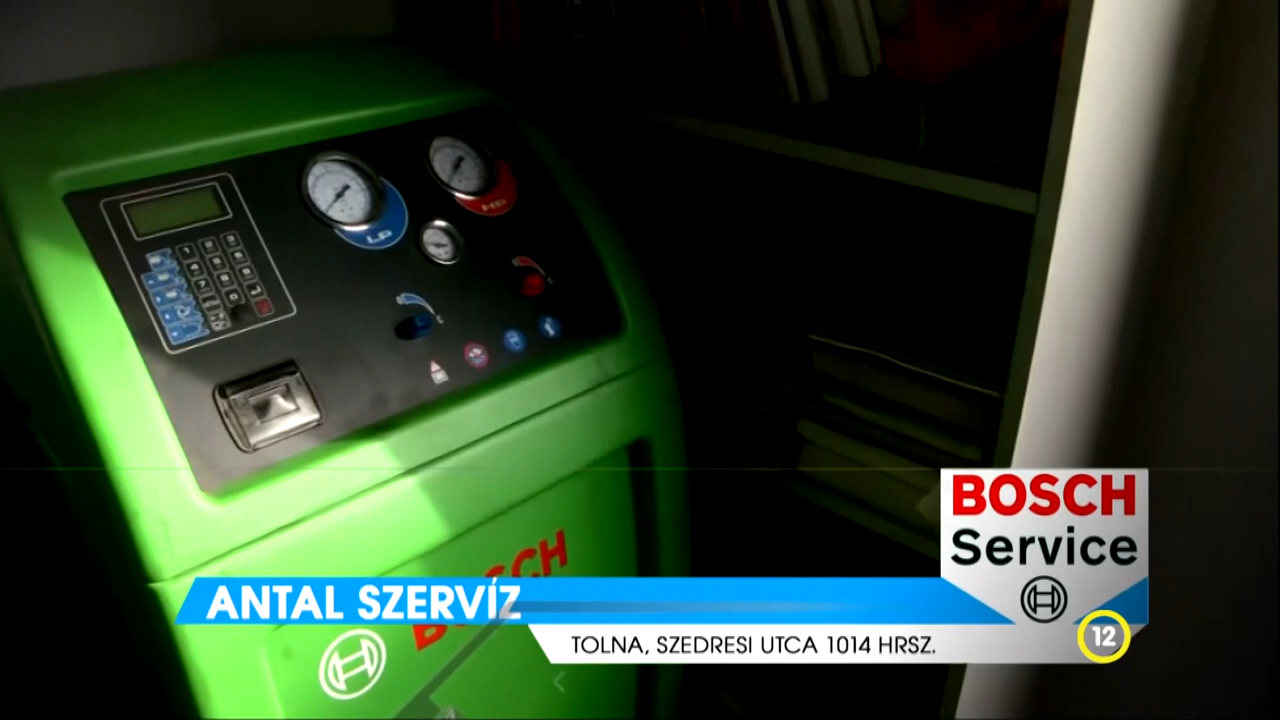 LP
HP
BOSCH
BOSCH
Service
ANTAL SZERVÍZ
TOLNA, SZEDRESI UTCA 1014 HRSZ.
12